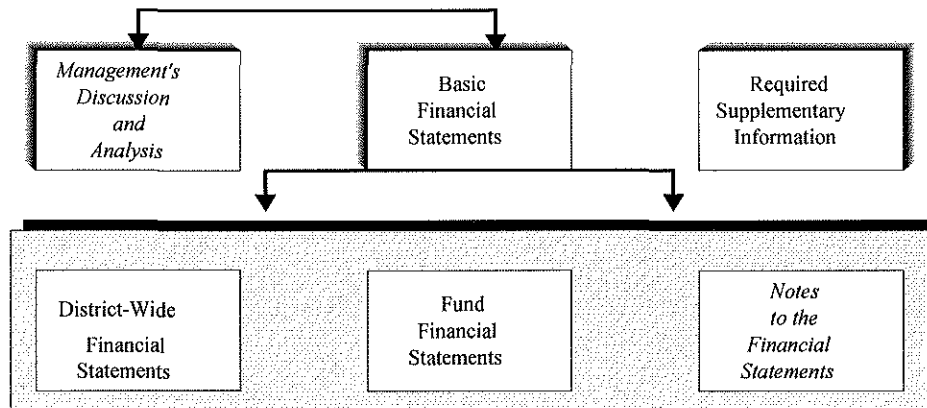 Management's
Discussion
and
Analysis
Basic
Financial
Statements
Required
Supplementary
Information
District-Wide
Financial
Statements
Fund
Financial
Statements
Notes
to the
Financial
Statements